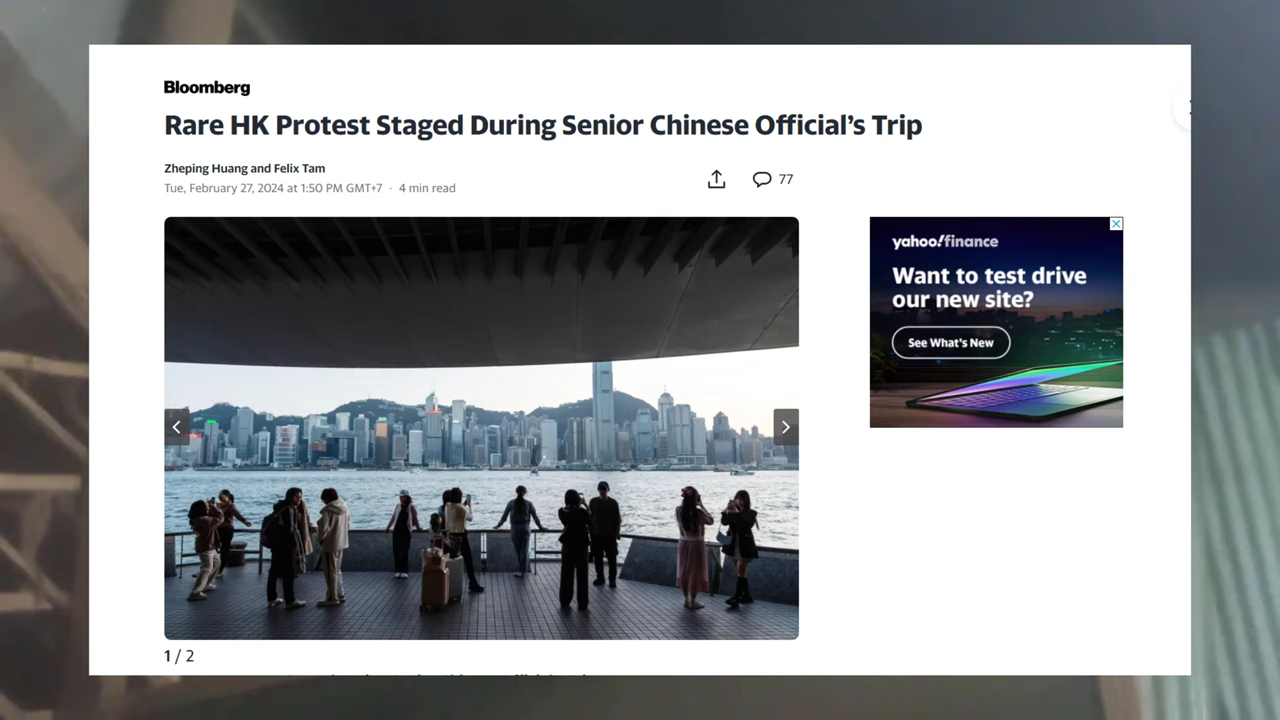 Bloomberg
Rare HK Protest Staged During Senior Chinese Official's Trip
Zheping Huang and Felix Tam
Tue, February 27, 2024 at 1:50 PM GMT+7 · 4 min read
77
yahoo!finance
Want to test drive
our new site?
See What's New
1 / 2